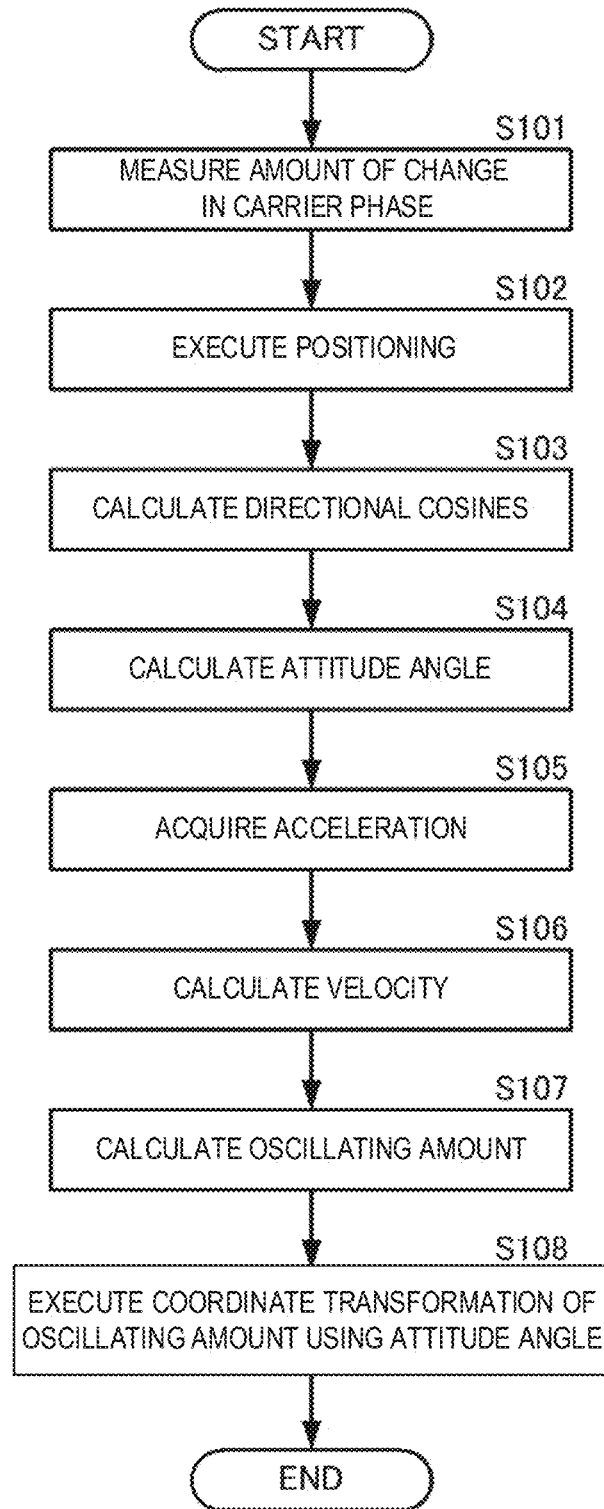 START
S101
MEASURE AMOUNT OF CHANGE
IN CARRIER PHASE
S102
EXECUTE POSITIONING
S103
CALCULATE DIRECTIONAL COSINES
S104
CALCULATE ATTITUDE ANGLE
S105
ACQUIRE ACCELERATION
S106
CALCULATE VELOCITY
S107
CALCULATE OSCILLATING AMOUNT
S108
EXECUTE COORDINATE TRANSFORMATION OF
OSCILLATING AMOUNT USING ATTITUDE ANGLE
END